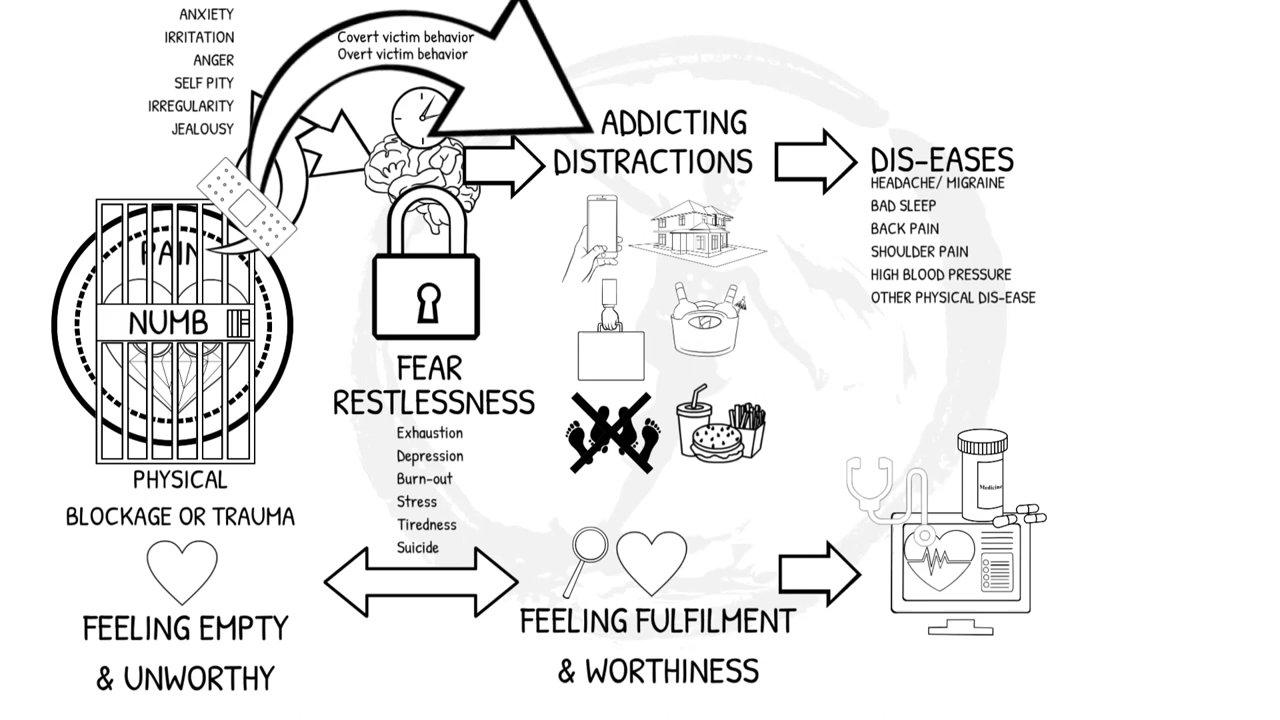 ANXIETY
IRRITATION
ANGER
SELF PITY
IRREGULARITY
JEALOUSY
Covert victim behavior
Overt victim behavior
PAIN
NUMB
PHYSICAL
BLOCKAGE OR TRAUMA
FEELING EMPTY
& UNWORTHY
FEAR
RESTLESSNESS
Exhaustion
Depression
Burn-out
Stress
Tiredness
Suicide
ADDICTING
DISTRACTIONS
FEELING FULFILMENT
& WORTHINESS
DIS-EASES
HEADACHE/ MIGRAINE
BAD SLEEP
BACK PAIN
SHOULDER PAIN
HIGH BLOOD PRESSURE
OTHER PHYSICAL DIS-EASE
Medicine